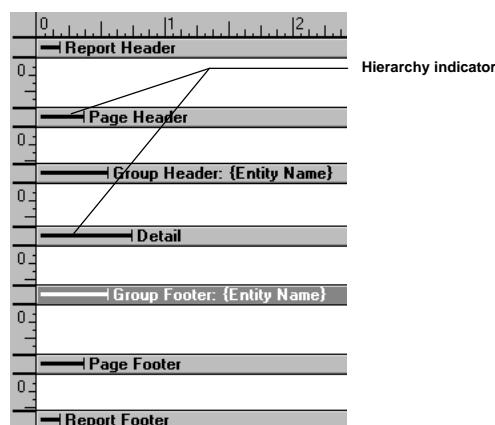 0 1 2
Report Header
0
Hierarchy indicator
Page Header
0
Group Header: {Entity Name}
0
Detail
0
Group Footer: {Entity Name}
0
Page Footer
0
Report Footer